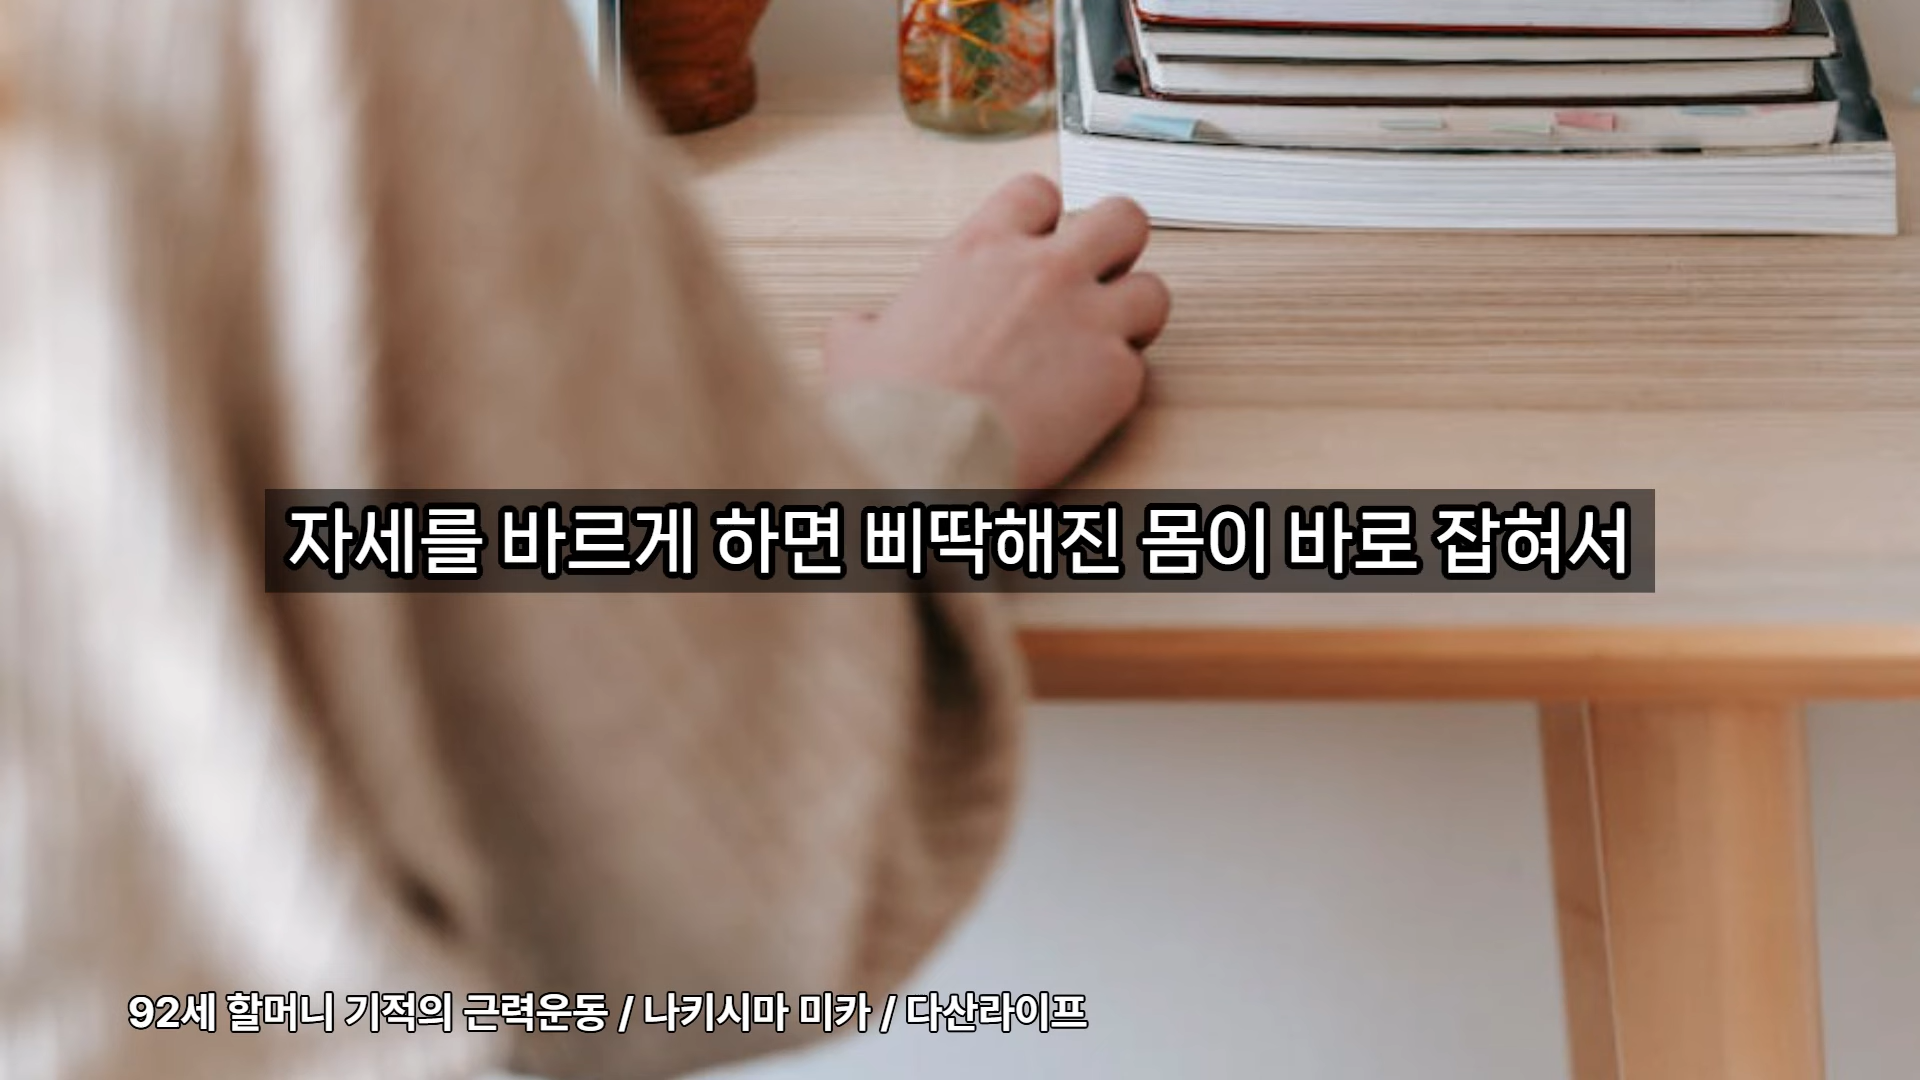 자세를 바르게 하면 삐딱해진 몸이 바로 잡혀서
92세 할머니 기적의 근력운동 / 나키시마 미카 / 다산라이프